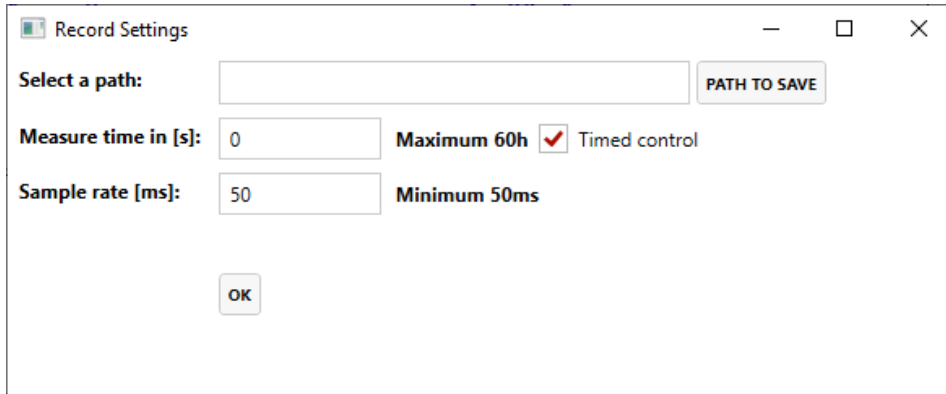 Record Settings
Select a path: PATH TO SAVE
Measure time in [s]: 0 Maximum 60h Timed control
Sample rate [ms]: 50 Minimum 50ms
OK